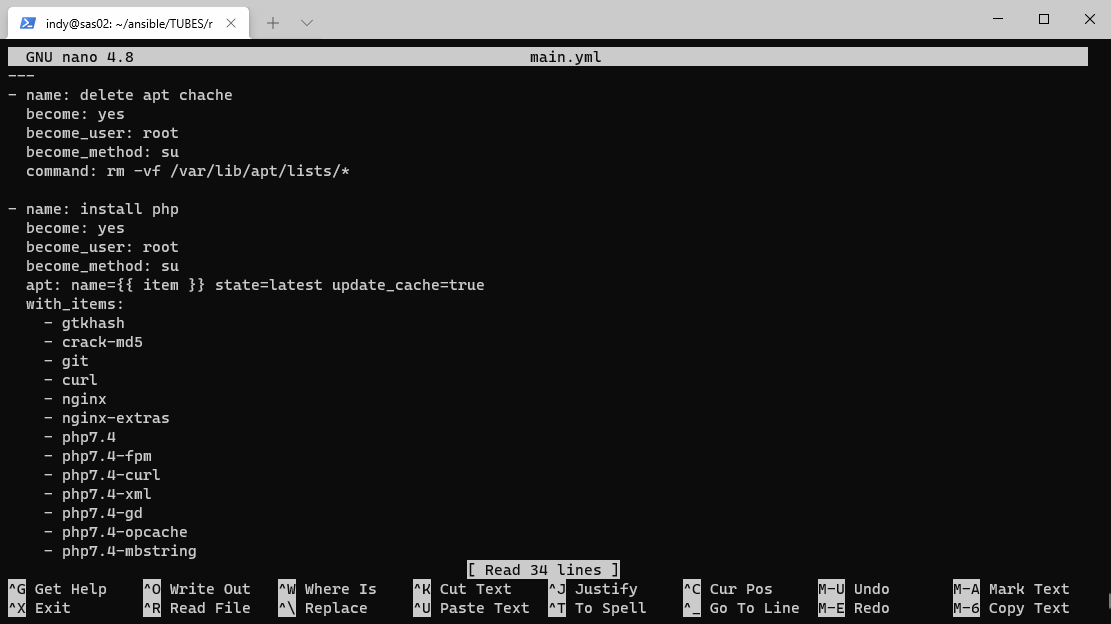 indy@sas02: ~/ansible/TUBES/r
GNU nano 4.8 main.yml
---
- name: delete apt chache
  become: yes
  become_user: root
  become_method: su
  command: rm -vf /var/lib/apt/lists/*

- name: install php
  become: yes
  become_user: root
  become_method: su
  apt: name={{ item }} state=latest update_cache=true
  with_items:
    - gtkhash
    - crack-md5
    - git
    - curl
    - nginx
    - nginx-extras
    - php7.4
    - php7.4-fpm
    - php7.4-curl
    - php7.4-xml
    - php7.4-gd
    - php7.4-opcache
    - php7.4-mbstring
[ Read 34 lines ]
^G Get Help ^O Write Out ^W Where Is ^K Cut Text ^J Justify ^C Cur Pos M-U Undo M-A Mark Text
^X Exit ^R Read File ^\ Replace ^U Paste Text ^T To Spell ^_ Go To Line M-E Redo M-6 Copy Text